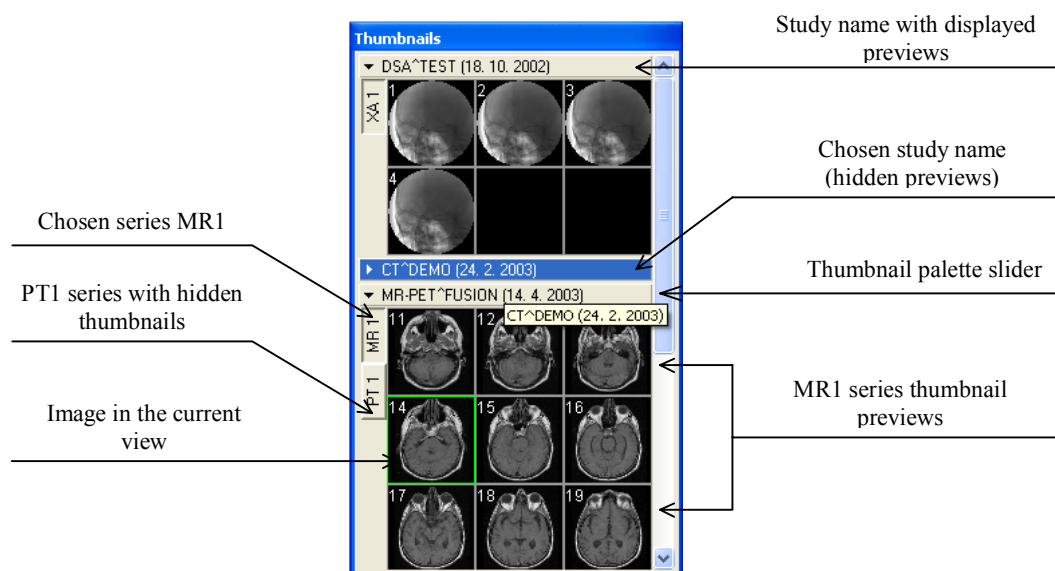 Study name with displayed
previews
Thumbnails
DSA^TEST (18. 10. 2002)
XA 1
1
2
3
4
Chosen study name
(hidden previews)
Chosen series MR1
CT^DEMO (24. 2. 2003)
Thumbnail palette slider
PT1 series with hidden
thumbnails
MR-PET^FUSION (14. 4. 2003)
CT^DEMO (24. 2. 2003)
MR 1
11
12
PT 1
MR1 series thumbnail
previews
Image in the current
view
14
15
16
17
18
19